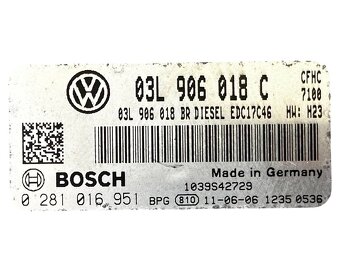 03L 906 018 C
CFHC
7100
03L 906 018 BR DIESEL EDC17C46 HW: H23
BOSCH
Made in Germany
1039S42729
0 281 016 951 BPG 810 11-06-06 1235 0536